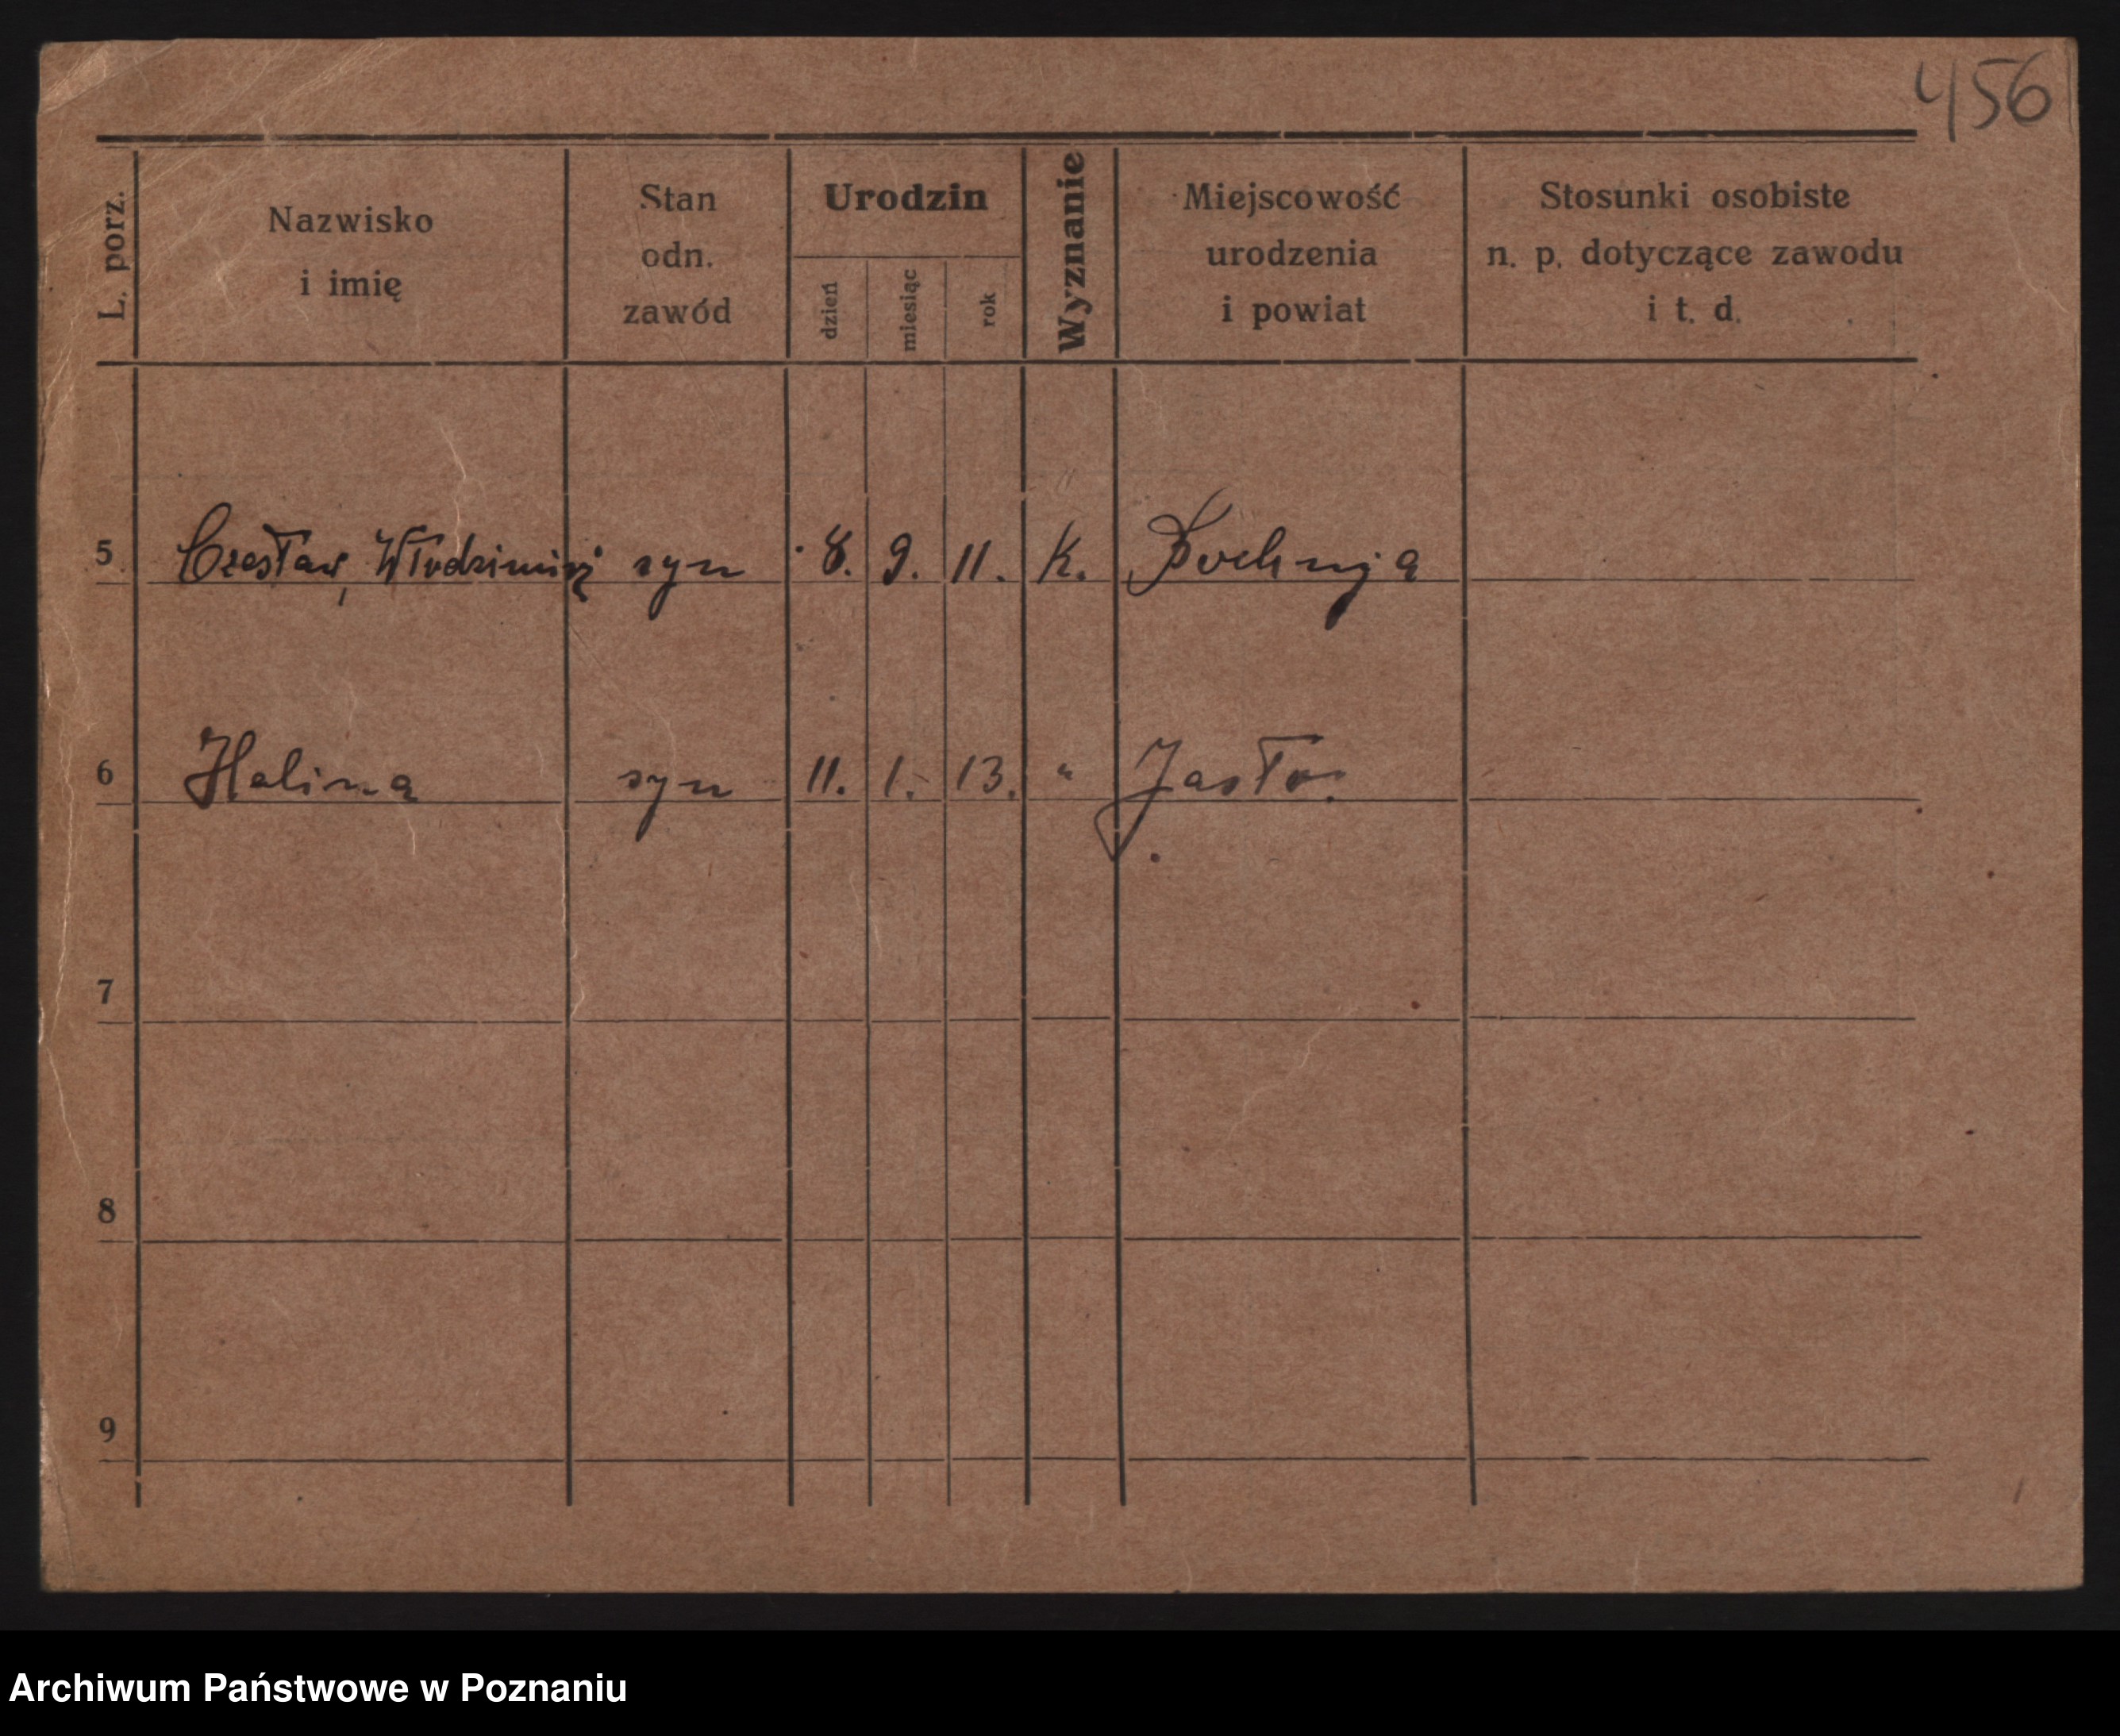 456
L. porz.
Nazwisko
i imię
Stan
odn.
zawód
Urodzin
dzień
miesiąc
rok
Wyznanie
Miejscowość
urodzenia
i powiat
Stosunki osobiste
n. p. dotyczące zawodu
i t. d.
5 Czesław, Włodzimirz syn 8. 9. 11. K. Bochnja
6 Halina syn 11. 1. 13. " Jasło.
7
8
9
Archiwum Państwowe w Poznaniu